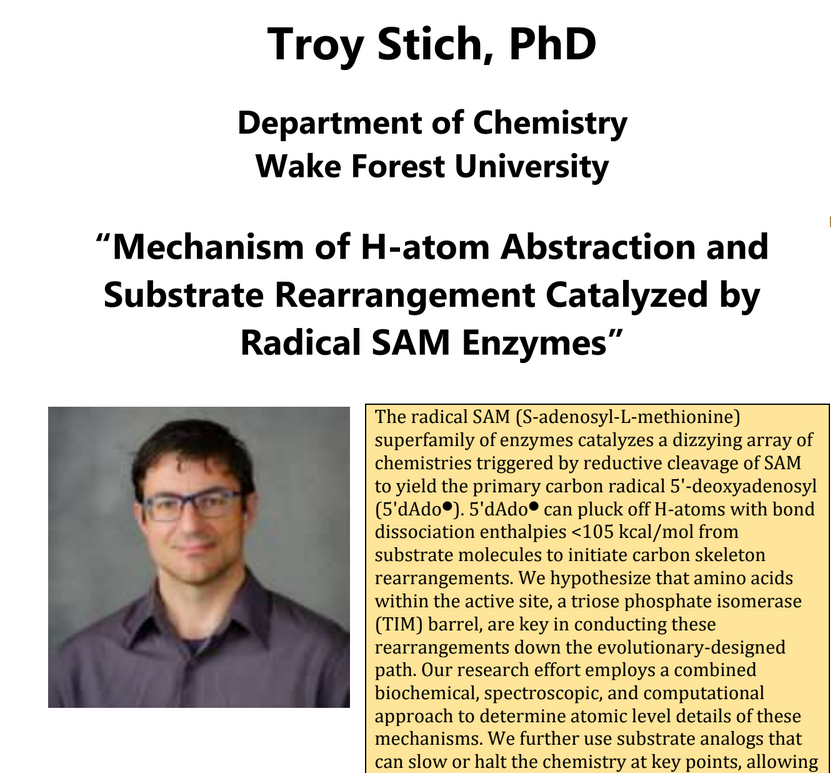 Troy Stich, PhD
Department of Chemistry
Wake Forest University
“Mechanism of H-atom Abstraction and
Substrate Rearrangement Catalyzed by
Radical SAM Enzymes”
The radical SAM (S-adenosyl-L-methionine)
superfamily of enzymes catalyzes a dizzying array of
chemistries triggered by reductive cleavage of SAM
to yield the primary carbon radical 5'-deoxyadenosyl
(5'dAdo●). 5'dAdo● can pluck off H-atoms with bond
dissociation enthalpies <105 kcal/mol from
substrate molecules to initiate carbon skeleton
rearrangements. We hypothesize that amino acids
within the active site, a triose phosphate isomerase
(TIM) barrel, are key in conducting these
rearrangements down the evolutionary-designed
path. Our research effort employs a combined
biochemical, spectroscopic, and computational
approach to determine atomic level details of these
mechanisms. We further use substrate analogs that
can slow or halt the chemistry at key points, allowing